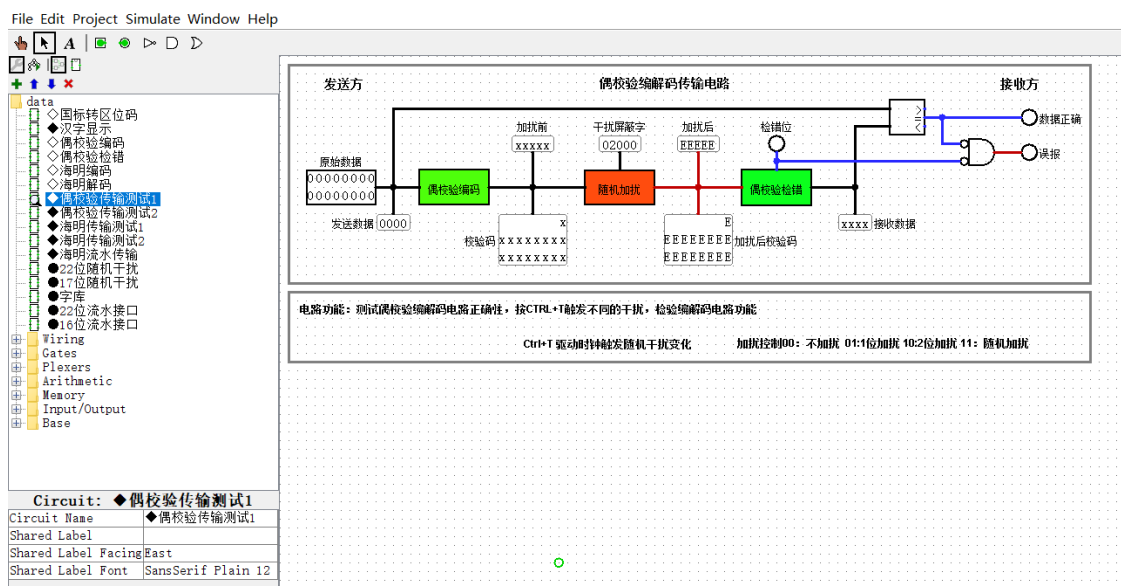 File Edit Project Simulate Window Help
A
data
◇国标转区位码
◆汉字显示
◇偶校验编码
◇偶校验检错
◇海明编码
◇海明解码
◆偶校验传输测试1
◆偶校验传输测试2
◆海明传输测试1
◆海明传输测试2
◆海明流水传输
●22位随机干扰
●17位随机干扰
●字库
●22位流水接口
●16位流水接口
Wiring
Gates
Plexers
Arithmetic
Memory
Input/Output
Base
Circuit: ◆偶校验传输测试1
Circuit Name ◆偶校验传输测试1
Shared Label
Shared Label Facing East
Shared Label Font SansSerif Plain 12
发送方 偶校验编解码传输电路 接收方
加扰前 干扰屏蔽字 加扰后 检错位 > = < 数据正确
xxxxx 02000 EEEEE 误报
原始数据
00000000
00000000
偶校验编码 随机加扰 偶校验检错
发送数据 0000 xxxx 接收数据
校验码
x
xxxxxxxx
xxxxxxxx
E
EEEEEEEE 加扰后校验码
EEEEEEEE
电路功能：测试偶校验编解码电路正确性，按CTRL+T触发不同的干扰，检验编解码电路功能
Ctrl+T 驱动时钟触发随机干扰变化 加扰控制00：不加扰 01:1位加扰 10:2位加扰 11：随机加扰